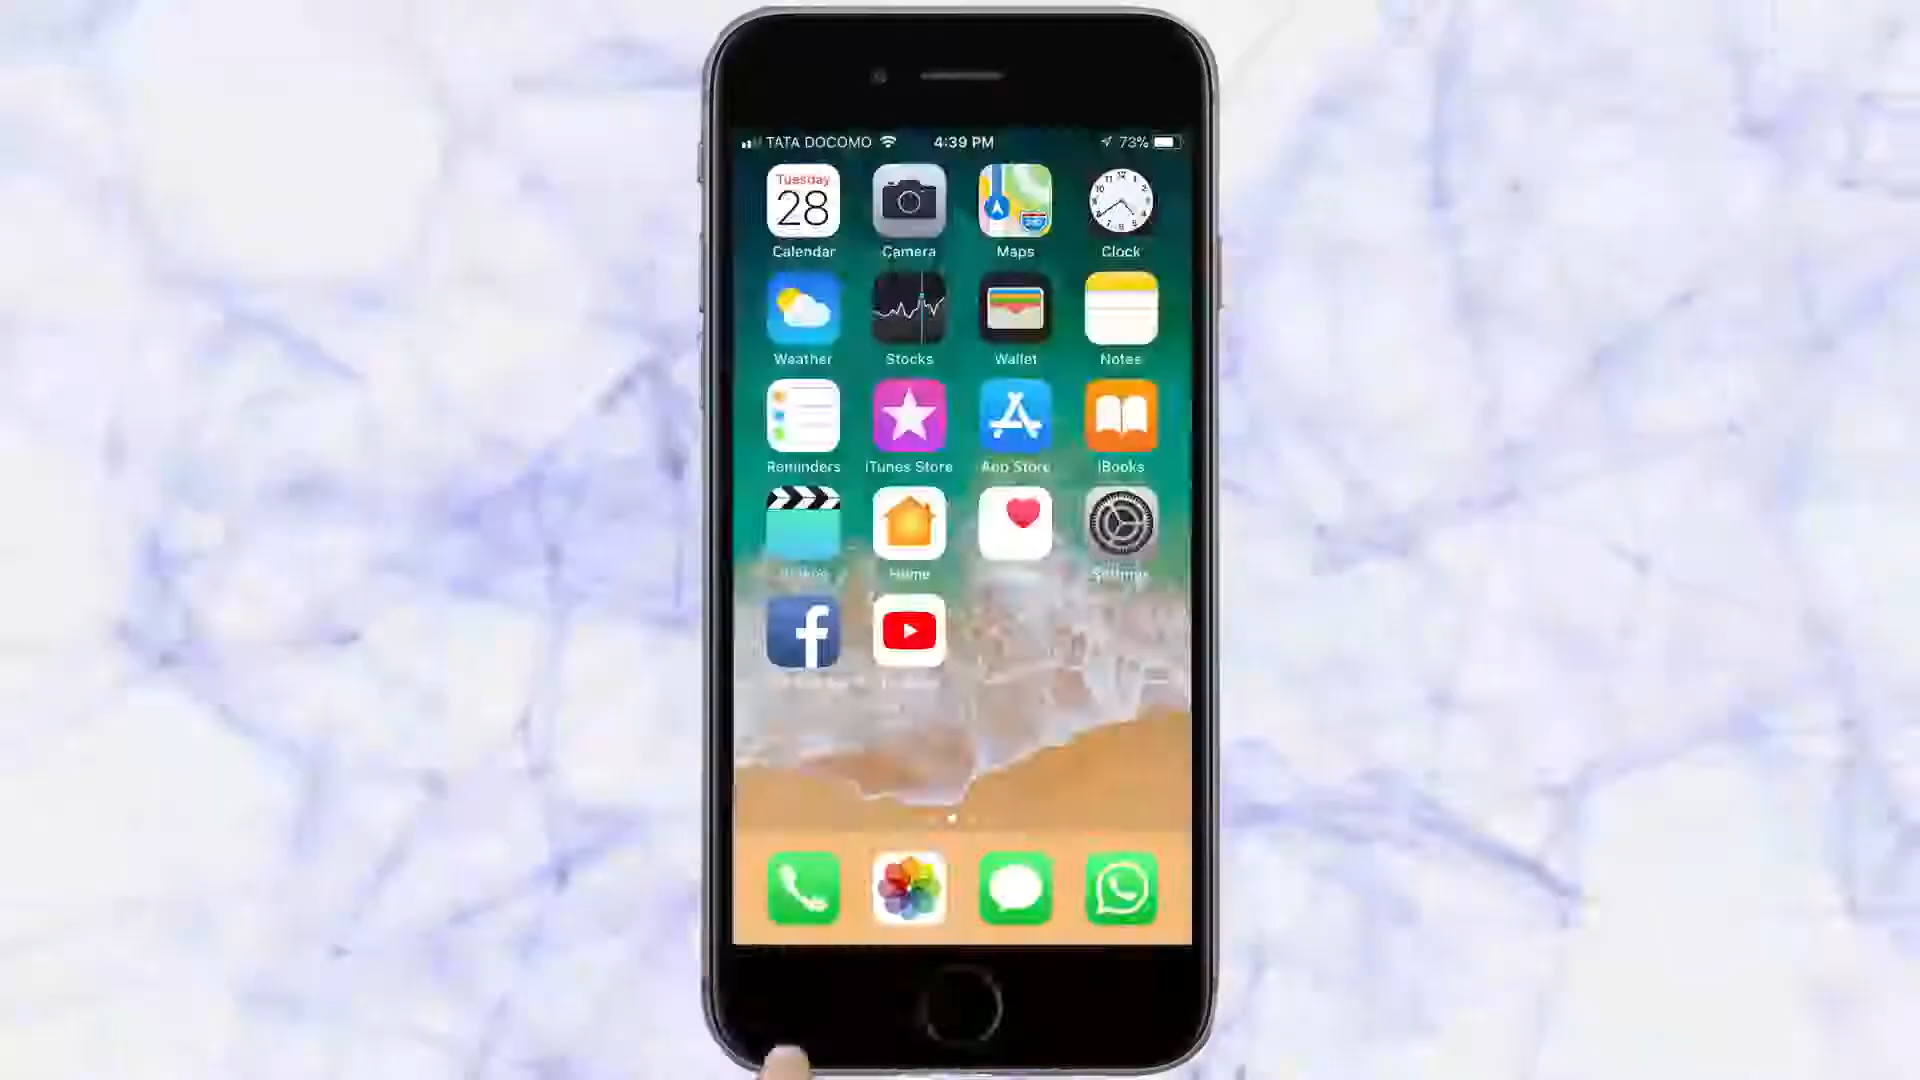 TATA DOCOMO 4:39 PM 73%
Tuesday
28
Calendar Camera Maps Clock
Weather Stocks Wallet Notes
Reminders iTunes Store App Store iBooks
Home Settings